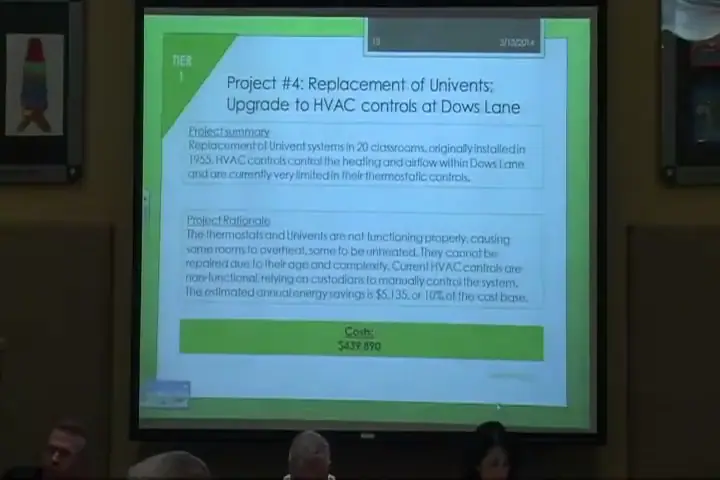 TIER
1
13
3/13/2014
Project #4: Replacement of Univents;
Upgrade to HVAC controls at Dows Lane
Project summary
Replacement of Univent systems in 20 classrooms, originally installed in
1955. HVAC controls control the heating and airflow within Dows Lane
and are currently very limited in their thermostatic controls.
Project Rationale
The thermostats and Univents are not functioning properly, causing
some rooms to overheat, some to be unheated. They cannot be
repaired due to their age and complexity. Current HVAC controls are
non-functional, relying on custodians to manually control the system.
The estimated annual energy savings is $5,135, or 10% of the cost base.
Cost:
$439,890